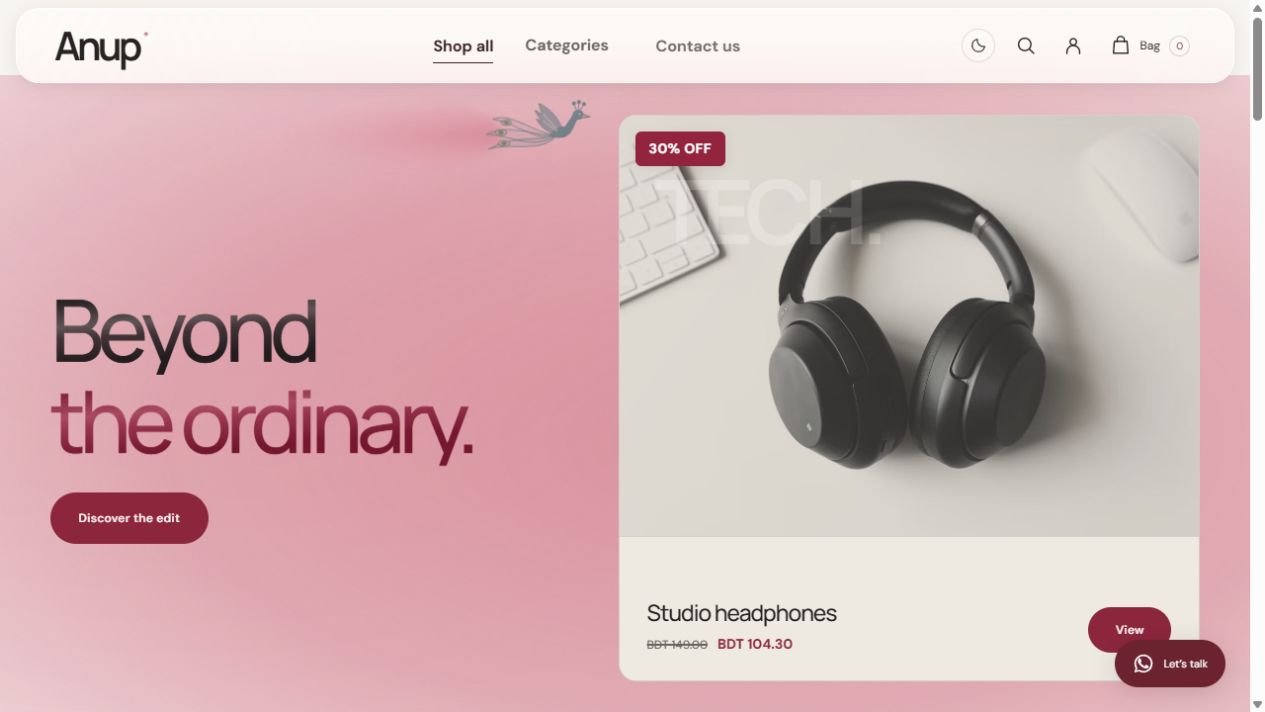 Anup
Shop all
Categories
Contact us
Bag
0
30% OFF
TECH.
Beyond
the ordinary.
Discover the edit
Studio headphones
BDT 149.00 BDT 104.30
View
Let's talk